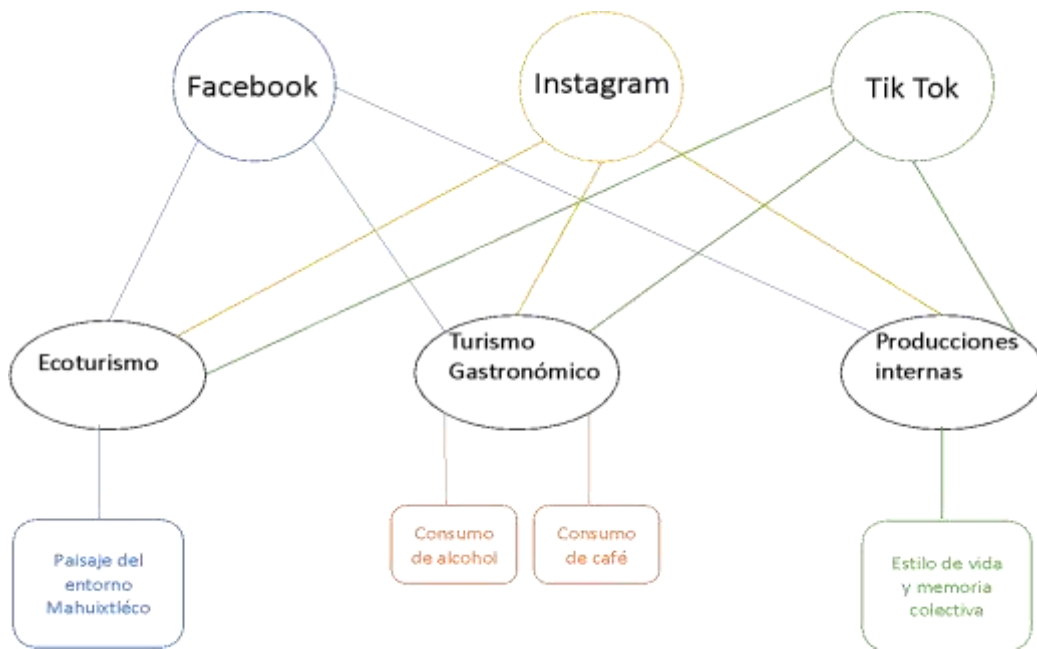 Facebook
Instagram
Tik Tok
Ecoturismo
Turismo
Gastronómico
Producciones
internas
Paisaje del
entorno
Mahuixtléco
Consumo
de alcohol
Consumo
de café
Estilo de vida
y memoria
colectiva